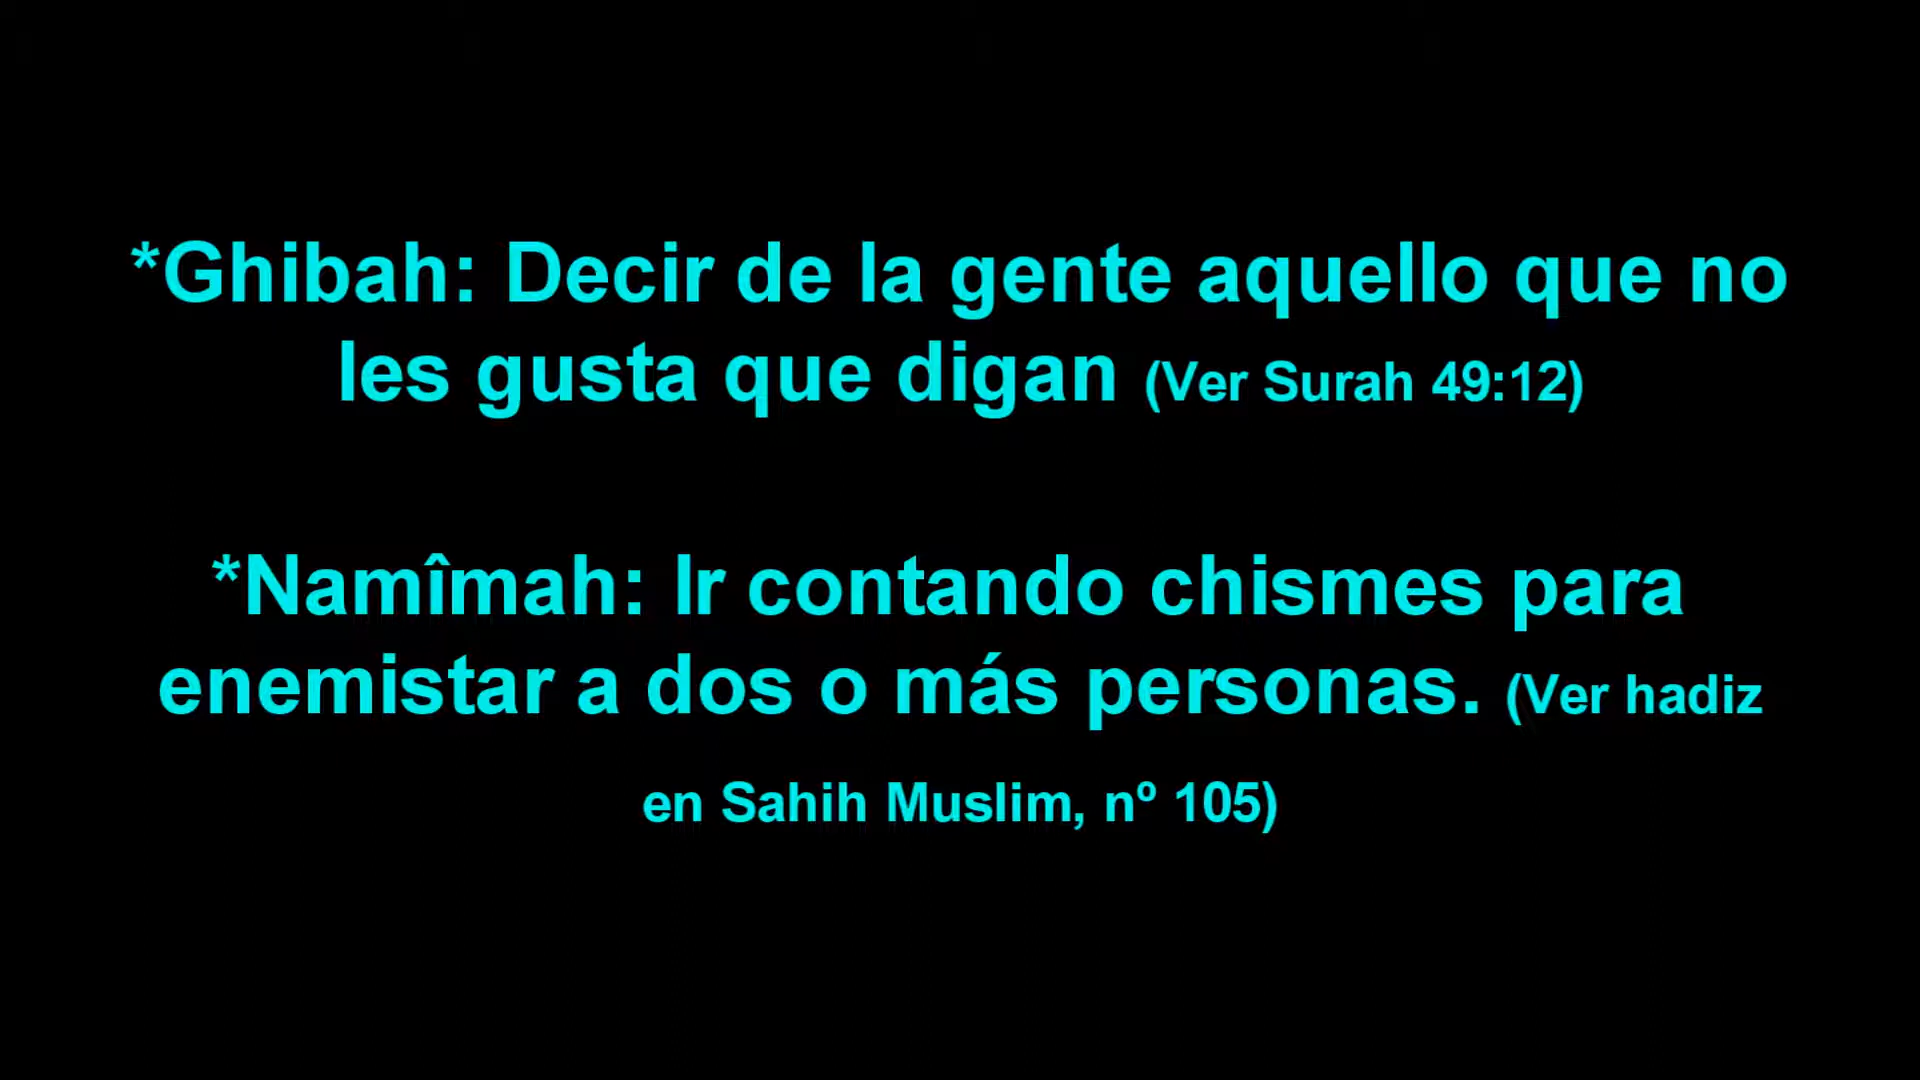 *Ghibah: Decir de la gente aquello que no
les gusta que digan (Ver Surah 49:12)
*Namîmah: Ir contando chismes para
enemistar a dos o más personas. (Ver hadiz
en Sahih Muslim, nº 105)